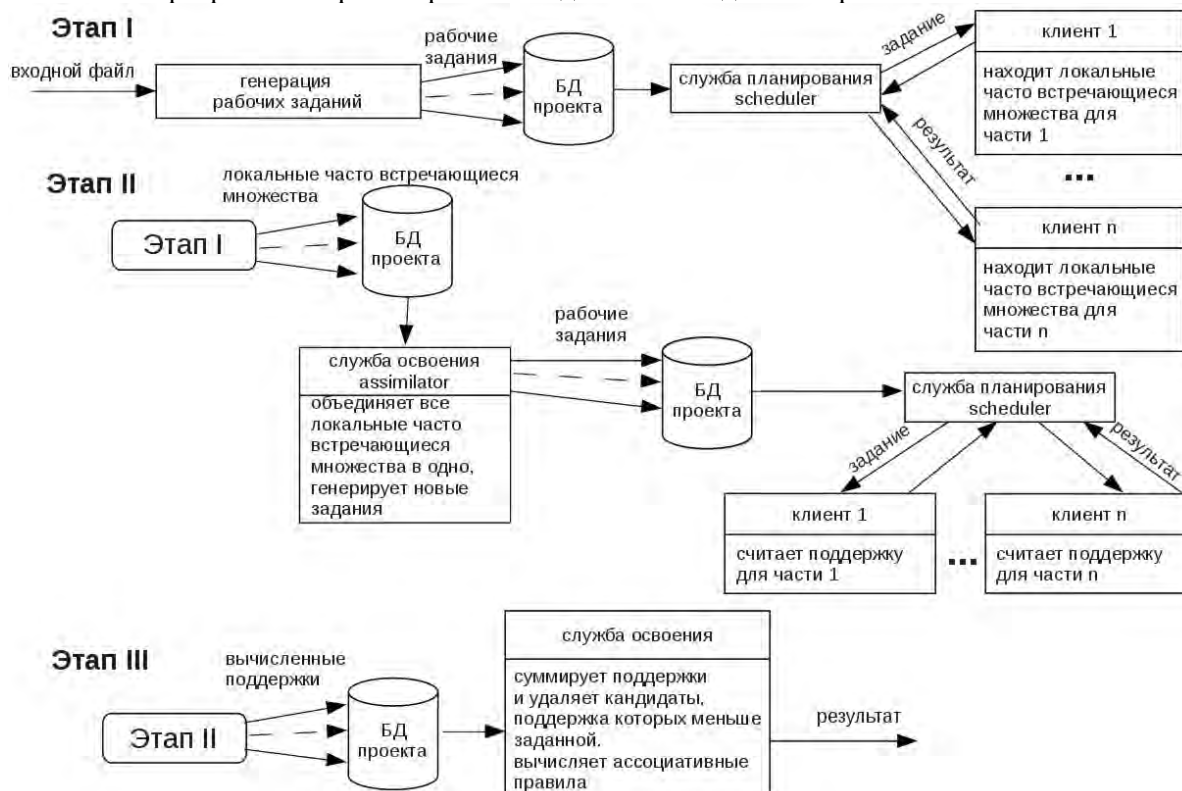 Этап I
входной файл
генерация
рабочих заданий
рабочие
задания
БД
проекта
служба планирования
scheduler
задание
результат
клиент 1
находит локальные
часто встречающиеся
множества для
части 1
...
клиент n
находит локальные
часто встречающиеся
множества для
части n
Этап II
локальные часто встречающиеся
множества
Этап I
БД
проекта
служба освоения
assimilator
объединяет все
локальные часто
встречающиеся
множества в одно,
генерирует новые
задания
рабочие
задания
БД
проекта
служба планирования
scheduler
задание
результат
клиент 1
считает поддержку
для части 1
...
клиент n
считает поддержку
для части n
Этап III
вычисленные
поддержки
Этап II
БД
проекта
служба освоения
суммирует поддержки
и удаляет кандидаты,
поддержка которых меньше
заданной.
вычисляет ассоциативные
правила
результат